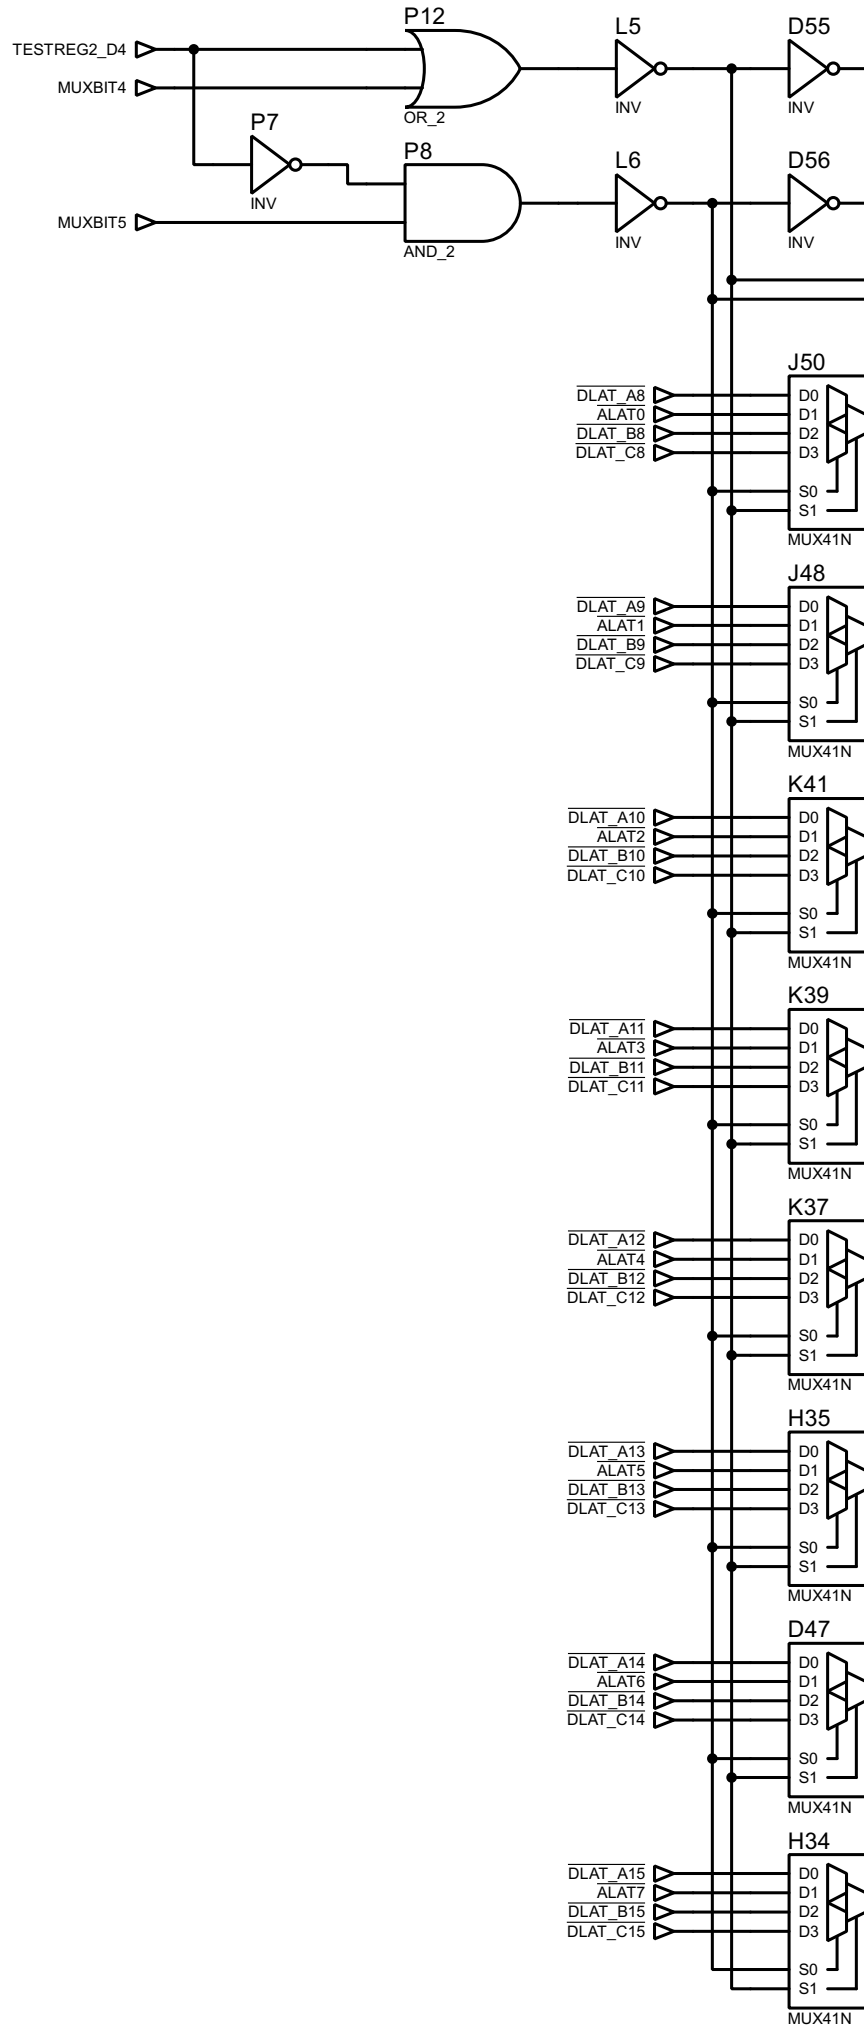 P12
L5
D55
TESTREG2_D4
MUXBIT4
INV
INV
OR_2
P7
P8
L6
D56
INV
MUXBIT5
INV
INV
AND_2
J50
DLAT_A8 D0
ALAT0 D1
DLAT_B8 D2
DLAT_C8 D3
S0
S1
MUX41N
J48
DLAT_A9 D0
ALAT1 D1
DLAT_B9 D2
DLAT_C9 D3
S0
S1
MUX41N
K41
DLAT_A10 D0
ALAT2 D1
DLAT_B10 D2
DLAT_C10 D3
S0
S1
MUX41N
K39
DLAT_A11 D0
ALAT3 D1
DLAT_B11 D2
DLAT_C11 D3
S0
S1
MUX41N
K37
DLAT_A12 D0
ALAT4 D1
DLAT_B12 D2
DLAT_C12 D3
S0
S1
MUX41N
H35
DLAT_A13 D0
ALAT5 D1
DLAT_B13 D2
DLAT_C13 D3
S0
S1
MUX41N
D47
DLAT_A14 D0
ALAT6 D1
DLAT_B14 D2
DLAT_C14 D3
S0
S1
MUX41N
H34
DLAT_A15 D0
ALAT7 D1
DLAT_B15 D2
DLAT_C15 D3
S0
S1
MUX41N